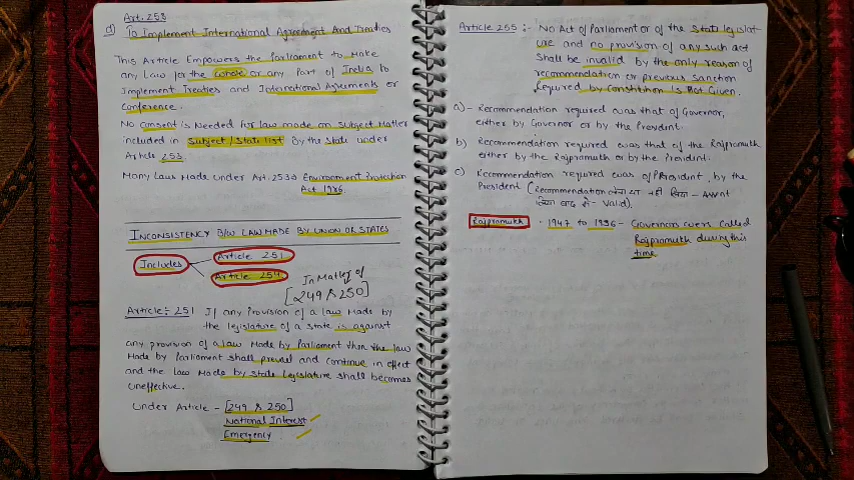 Art. 253
d) To Implement International Agreement And Treaties
This Article Empowers the Parliament to Make
any Law for the whole or any Part of India to
Implement Treaties and International Agreements or
Conference.
No consent is Needed for law made on subject Matter
included in Subject/State list By the State under
Article 253
Many Laws Made under Art. 253→ Environment Protection
Act 1986.
INCONSISTENCY B/W LAW MADE BY UNION OR STATES
Includes
Article 251
Article 254
In Matter of
[249 & 250]
Article:- 251 If any Provision of a law Made by
the legislature of a state is against
any provision of a law Made by Parliament then the law
Made by Parliament shall prevail and continue in effect
and the law Made by state legislature shall becomes
uneffective.
Under Article - [249 & 250]
National Interest
Emergency
Article 255 :- No Act of Parliament or of the State legislat-
ure and no provision of any such act
Shall be invalid by the only reason of
recommendation or previous sanction
required by Constitution is Not Given.
a) - Recommendation required was that of Governor,
either by Governor or by the President.
b) Recommendation required was that of the Rajpramukh
either by the Rajpramukh or by the President.
c) Recommendation required was of President, by the
President (Recommendation लेना था नही लिया -
लिया बाद में - Valid).
Rajpramukh - 1947 to 1956 - Governors were Called
Rajpramukh during this
time